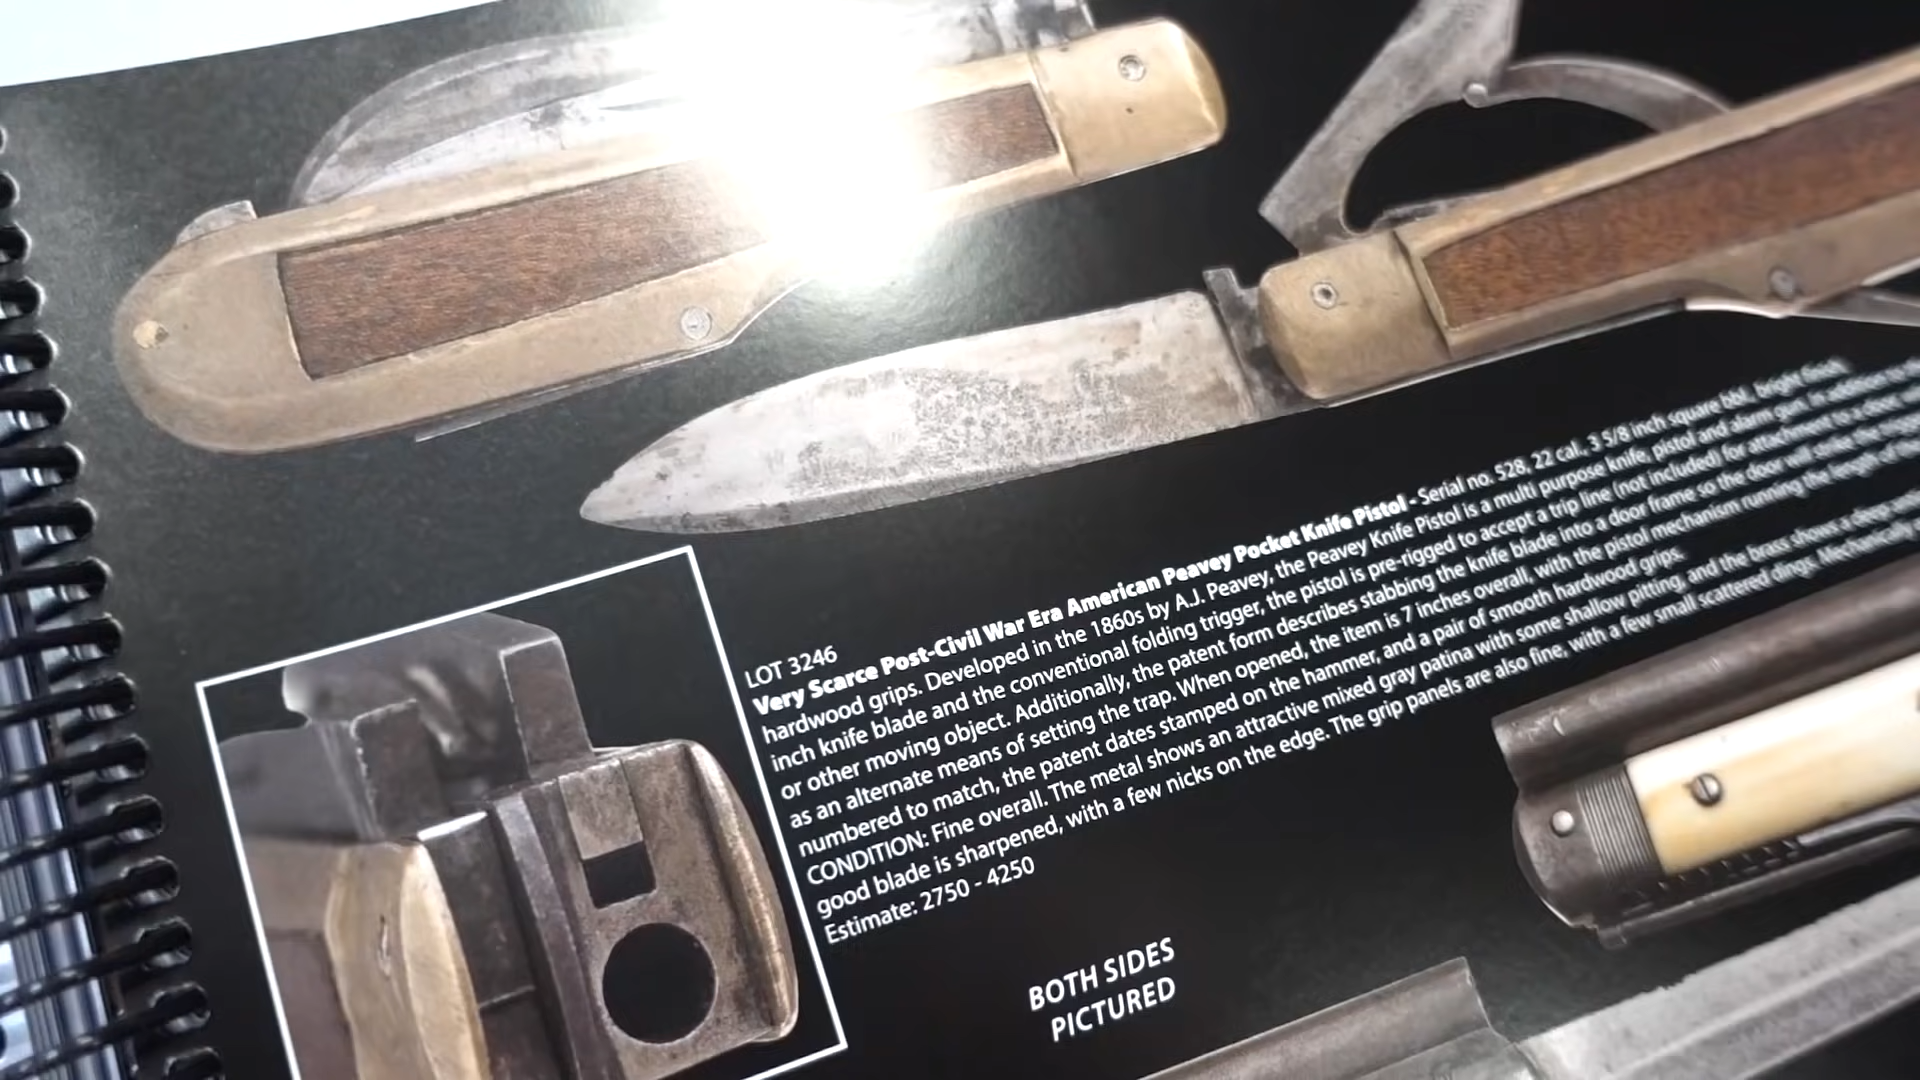 LOT 3246
Very Scarce Post-Civil War Era American Peavey Pocket Knife Pistol - Serial no. 528, 22 cal., 3 5/8 inch square bbl., bright finish,
hardwood grips. Developed in the 1860s by A.J. Peavey, the Peavey Knife Pistol is a multi purpose knife, pistol and alarm gun. In addition to
inch knife blade and the conventional folding trigger, the pistol is pre-rigged to accept a trip line (not included) for attachment to a door
or other moving object. Additionally, the patent form describes stabbing the knife blade into a door frame so the door will strike the
as an alternate means of setting the trap. When opened, the item is 7 inches overall, with the pistol mechanism running the length of
numbered to match, the patent dates stamped on the hammer, and a pair of smooth hardwood grips.
CONDITION: Fine overall. The metal shows an attractive mixed gray patina with some shallow pitting, and the brass shows a deep
good blade is sharpened, with a few nicks on the edge. The grip panels are also fine, with a few small scattered dings. Mechanically
Estimate: 2750 - 4250
BOTH SIDES
PICTURED